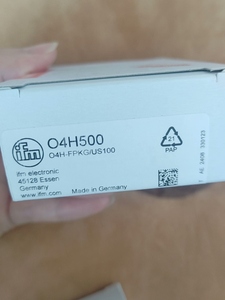 ifm
O4H500
O4H-FPKG/US100
ifm electronic
45128 Essen
Germany
www.ifm.com
Made in Germany
21
PAP